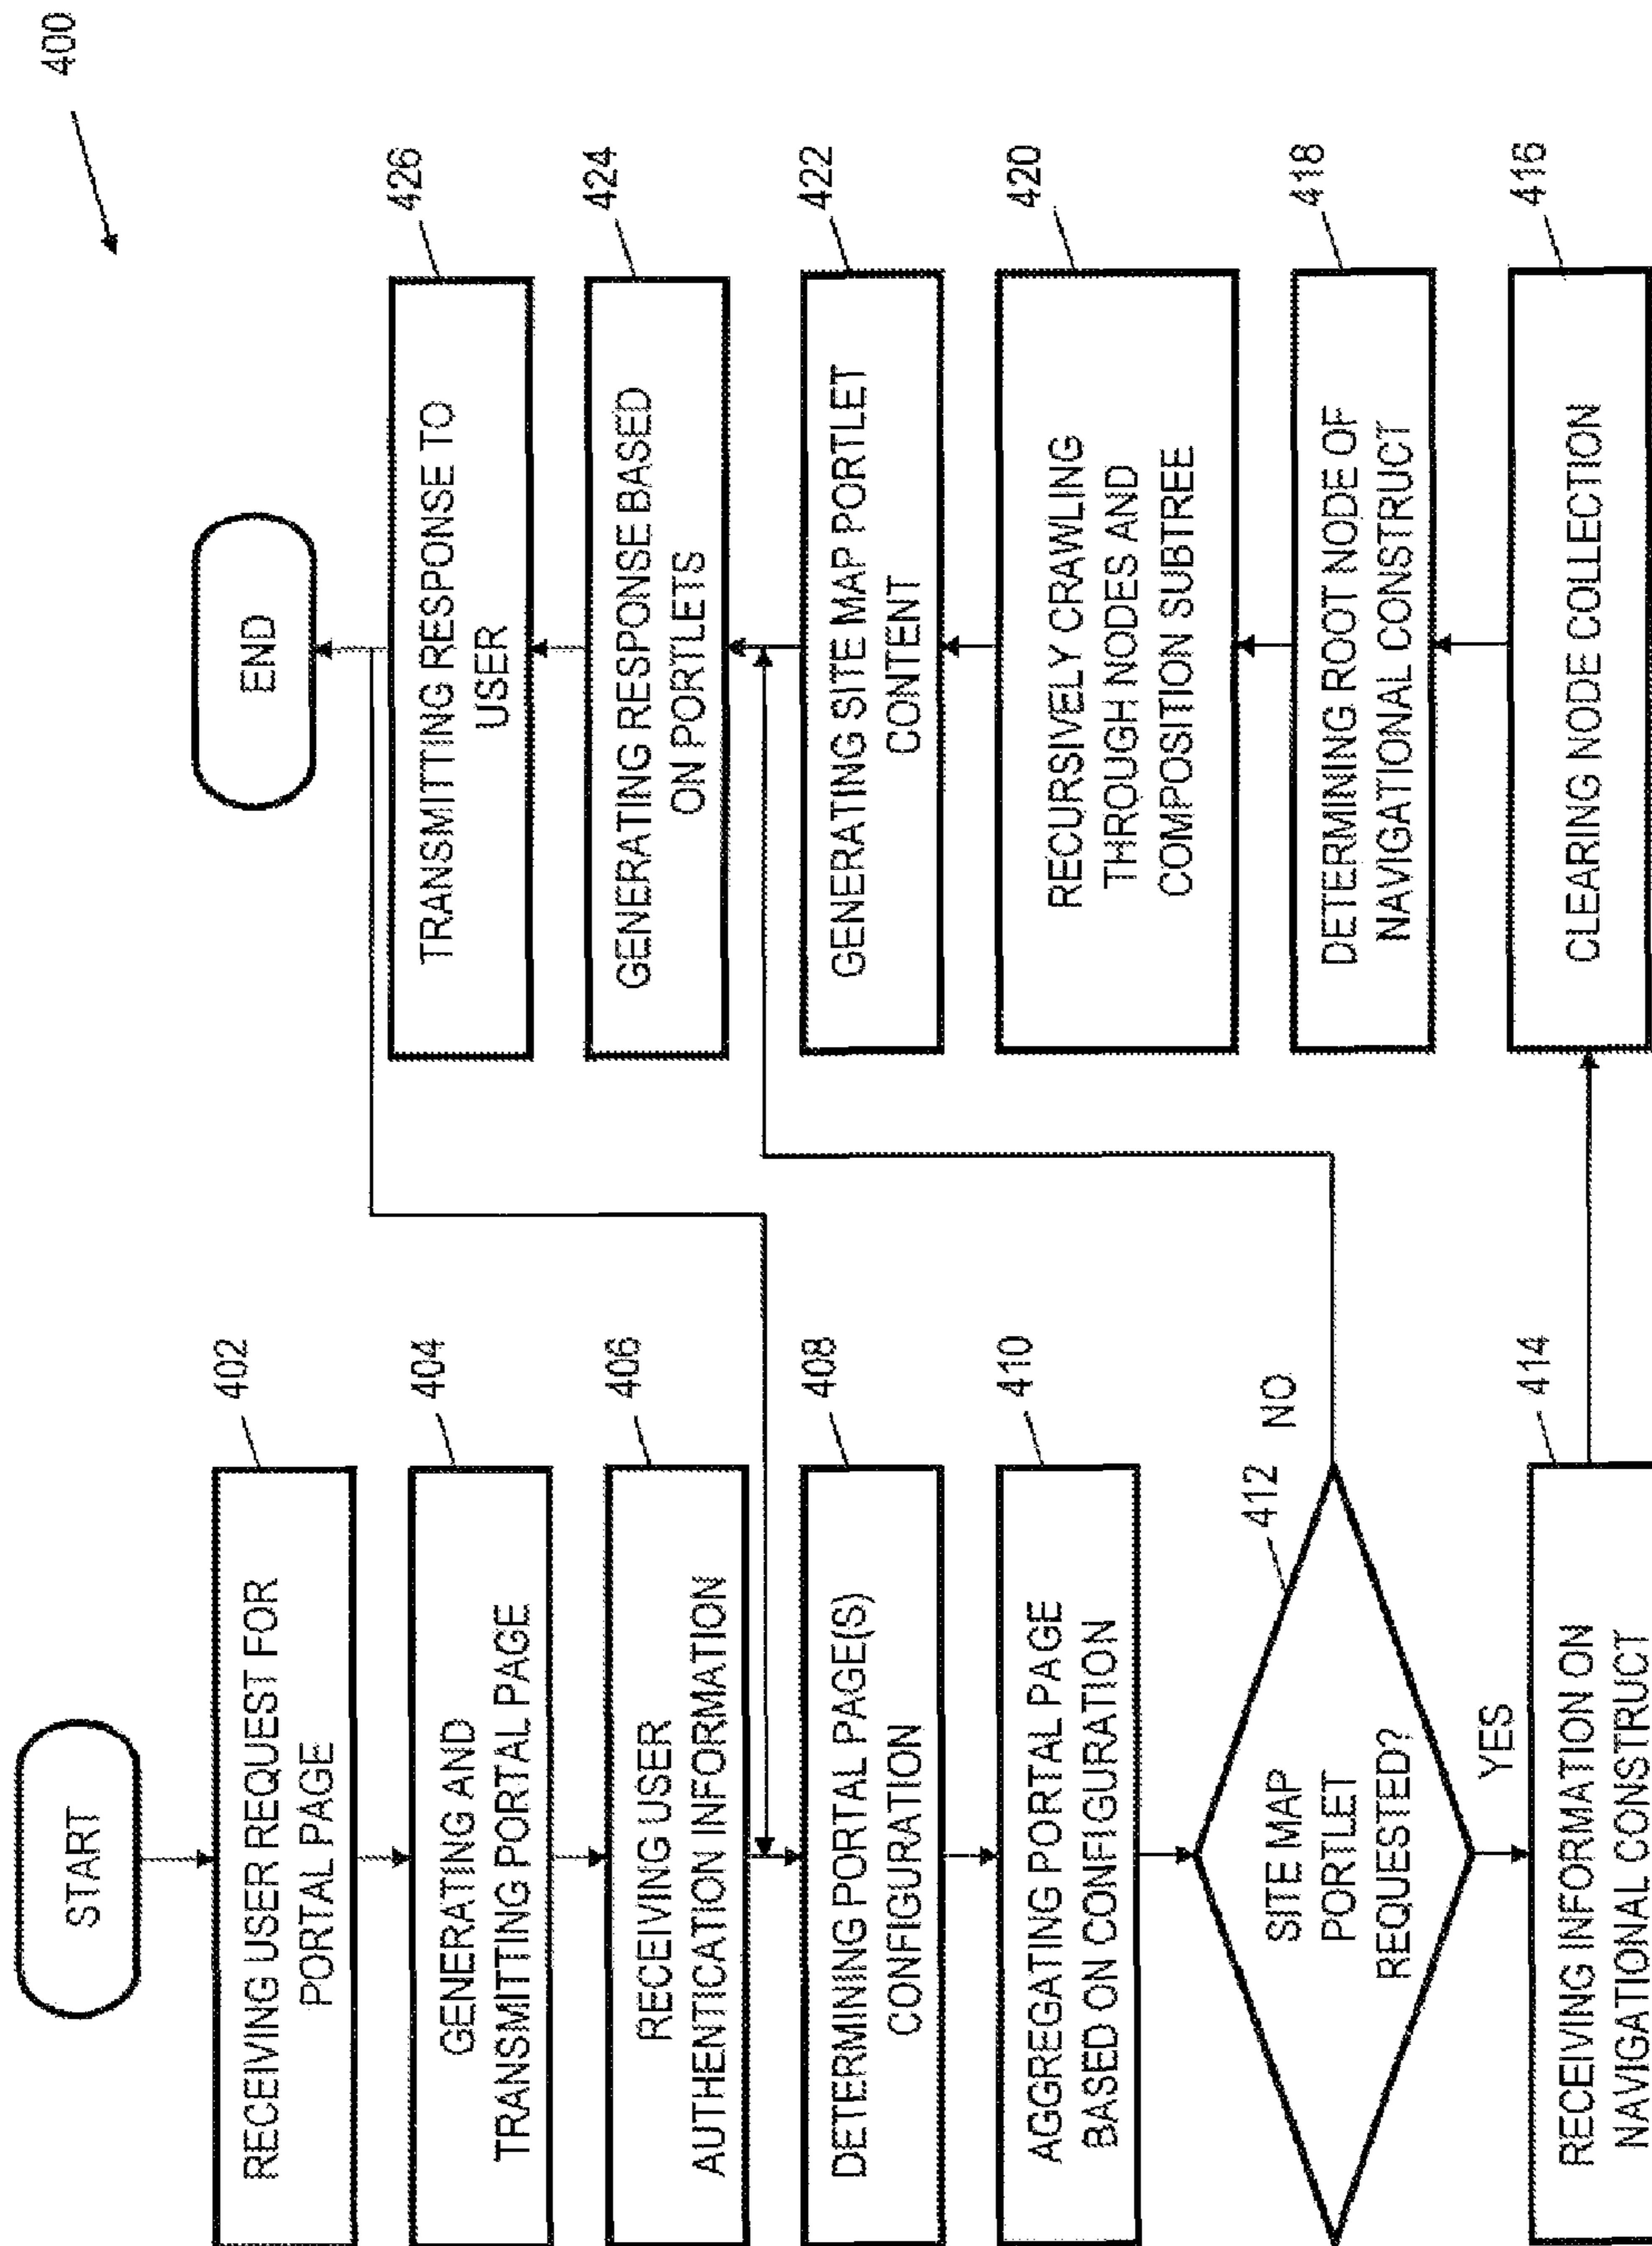 400
START
RECEIVING USER REQUEST FOR
PORTAL PAGE
402
GENERATING AND
TRANSMITTING PORTAL PAGE
404
RECEIVING USER
AUTHENTICATION INFORMATION
406
DETERMINING PORTAL PAGE(S)
CONFIGURATION
408
AGGREGATING PORTAL PAGE
BASED ON CONFIGURATION
410
SITE MAP
PORTLET
REQUESTED?
412
NO
YES
RECEIVING INFORMATION ON
NAVIGATIONAL CONSTRUCT
414
CLEARING NODE COLLECTION
416
DETERMINING ROOT NODE OF
NAVIGATIONAL CONSTRUCT
418
RECURSIVELY CRAWLING
THROUGH NODES AND
COMPOSITION SUBTREE
420
GENERATING SITE MAP PORTLET
CONTENT
422
GENERATING RESPONSE BASED
ON PORTLETS
424
TRANSMITTING RESPONSE TO
USER
426
END